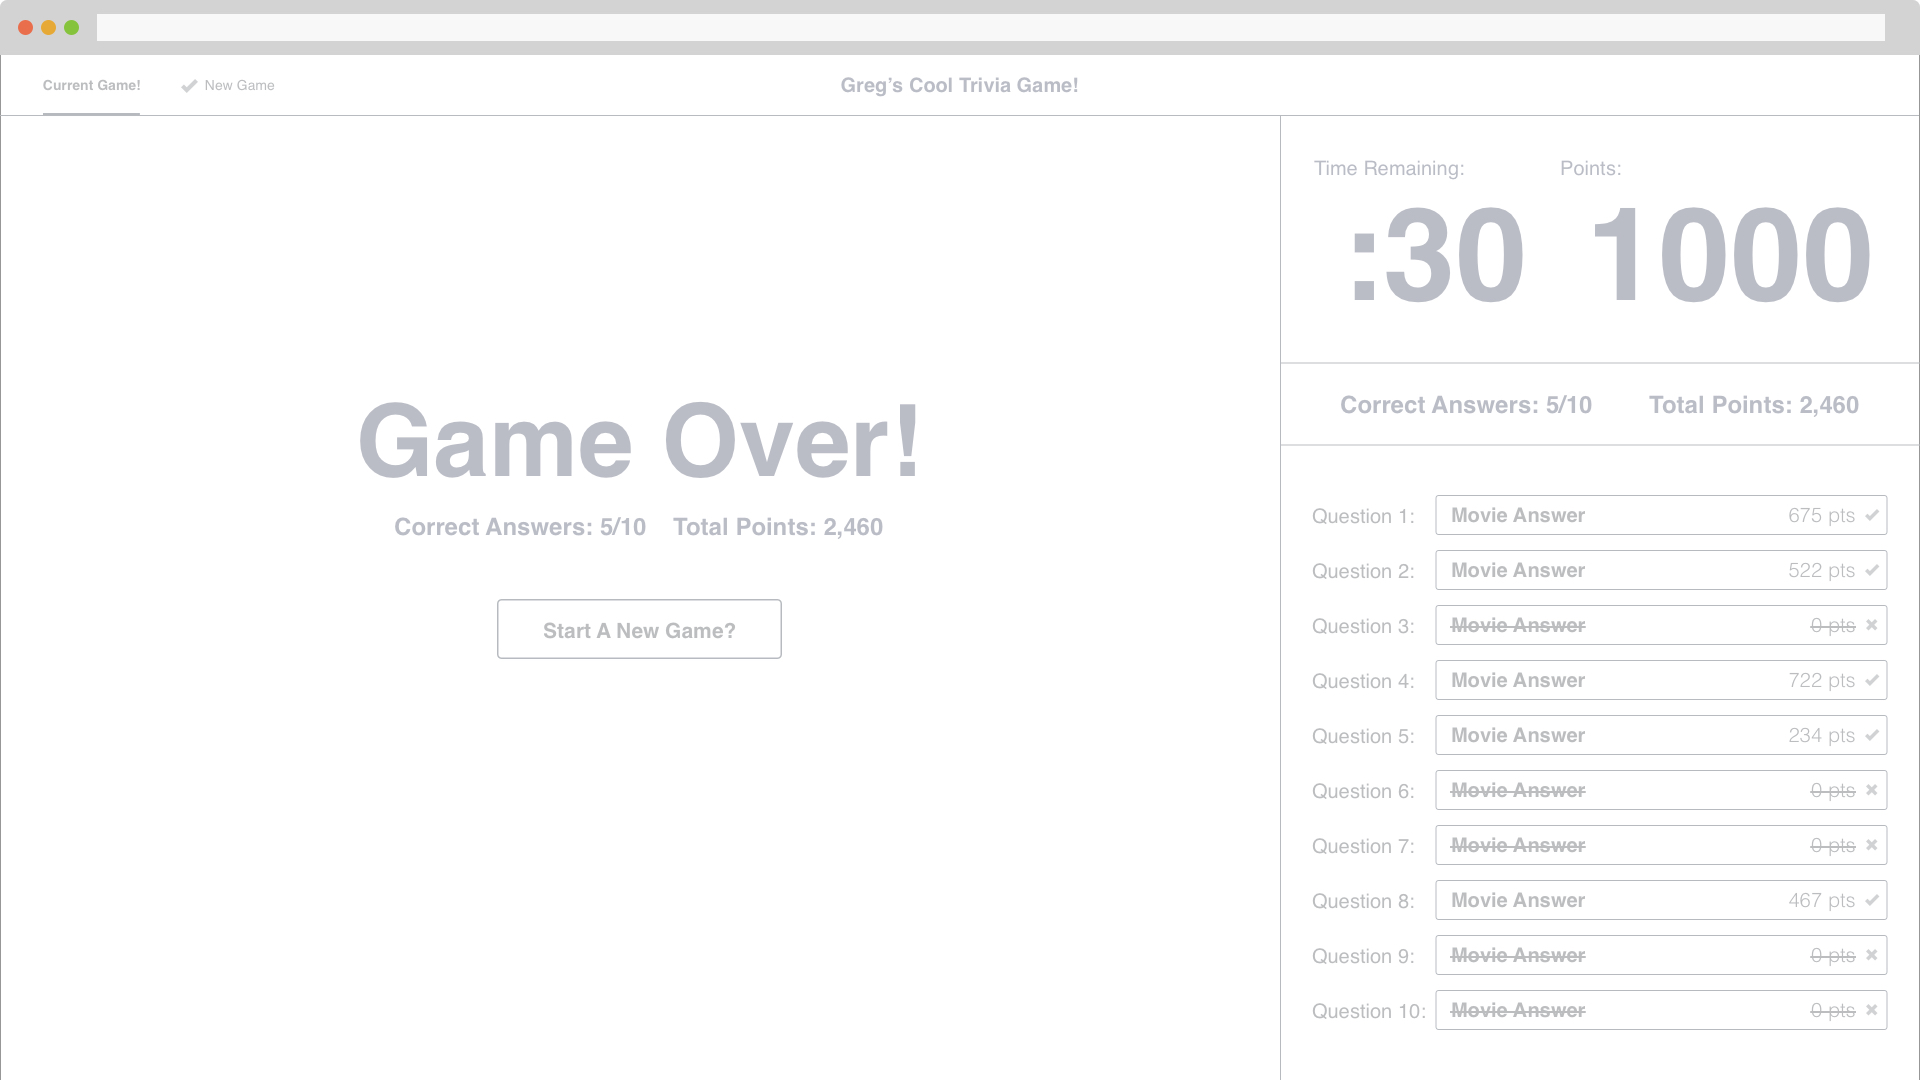 Current Game!
New Game
Greg’s Cool Trivia Game!
Game Over!
Correct Answers: 5/10 Total Points: 2,460
Start A New Game?
Time Remaining: Points:
:30 1000
Correct Answers: 5/10 Total Points: 2,460
Question 1: Movie Answer 675 pts
Question 2: Movie Answer 522 pts
Question 3: Movie Answer 0 pts
Question 4: Movie Answer 722 pts
Question 5: Movie Answer 234 pts
Question 6: Movie Answer 0 pts
Question 7: Movie Answer 0 pts
Question 8: Movie Answer 467 pts
Question 9: Movie Answer 0 pts
Question 10: Movie Answer 0 pts